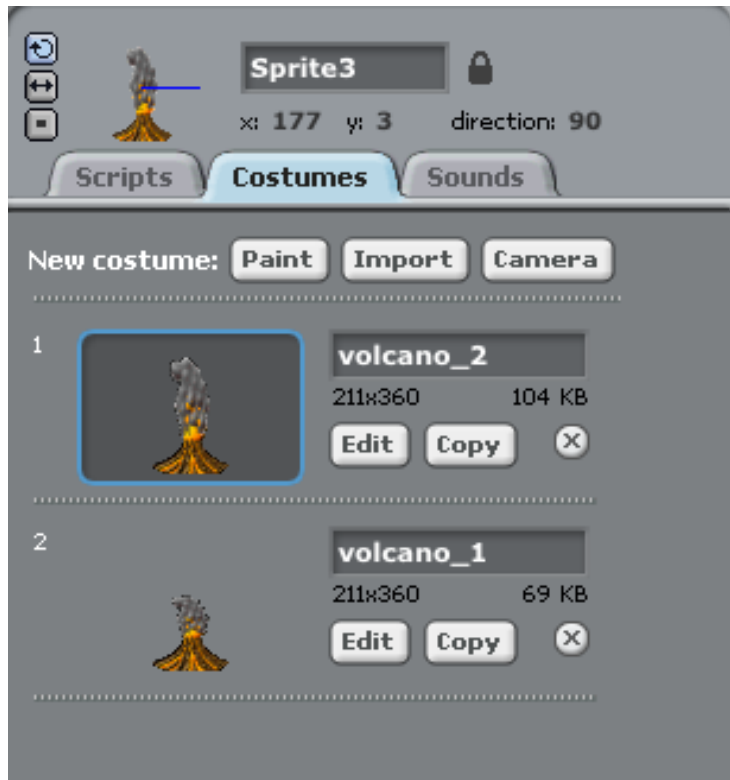 Sprite3
x: 177 y: 3 direction: 90
Scripts Costumes Sounds
New costume: Paint Import Camera
1
volcano_2
211x360 104 KB
Edit Copy
2
volcano_1
211x360 69 KB
Edit Copy